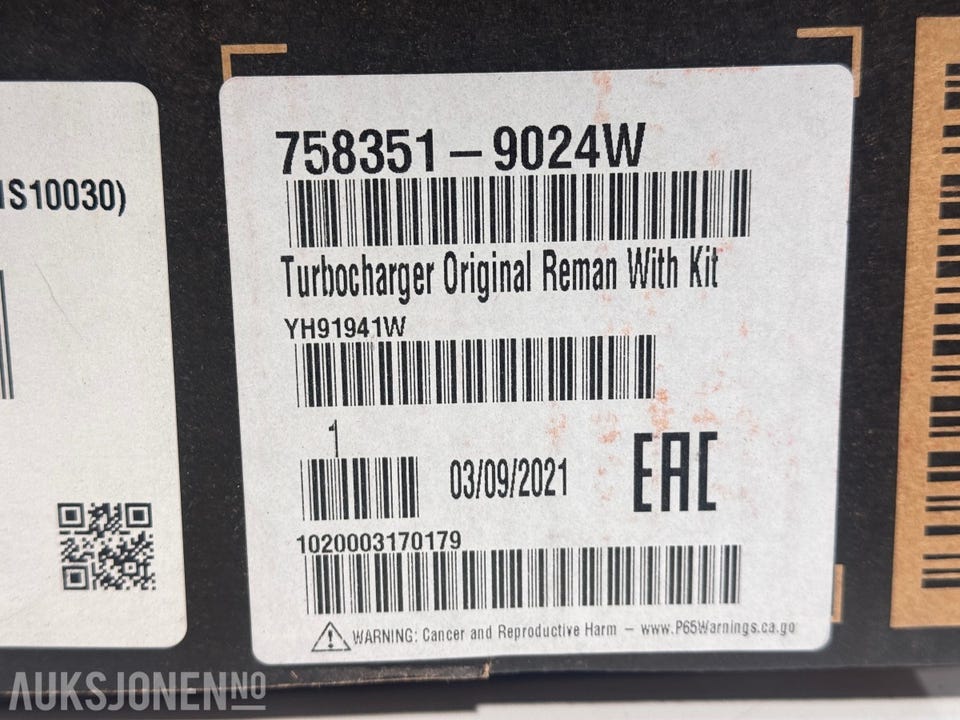 1S10030)
758351-9024W
Turbocharger Original Reman With Kit
YH91941W
1
03/09/2021
EAC
1020003170179
WARNING: Cancer and Reproductive Harm - www.P65Warnings.ca.go
AUKSJONEN NO